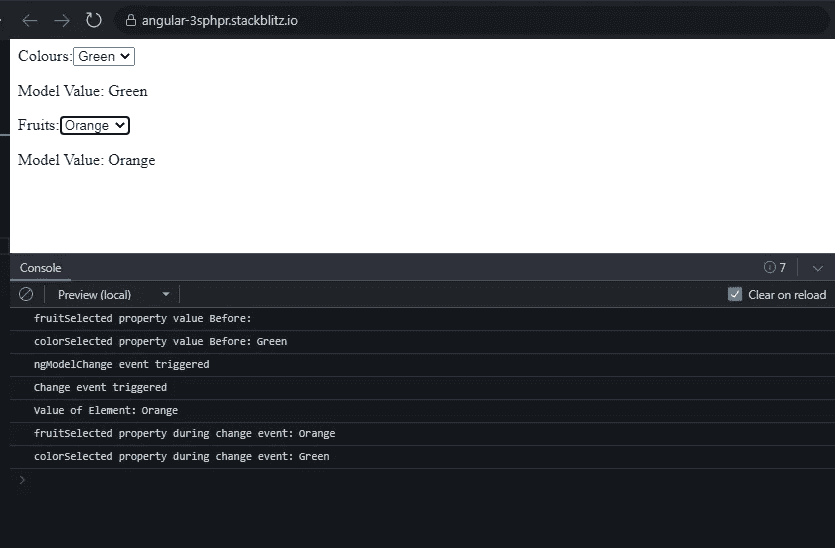 angular-3sphpr.stackblitz.io
Colours: Green
Model Value: Green
Fruits: Orange
Model Value: Orange
Console
7
Preview (local)
Clear on reload
fruitSelected property value Before:
colorSelected property value Before: Green
ngModelChange event triggered
Change event triggered
Value of Element: Orange
fruitSelected property during change event: Orange
colorSelected property during change event: Green